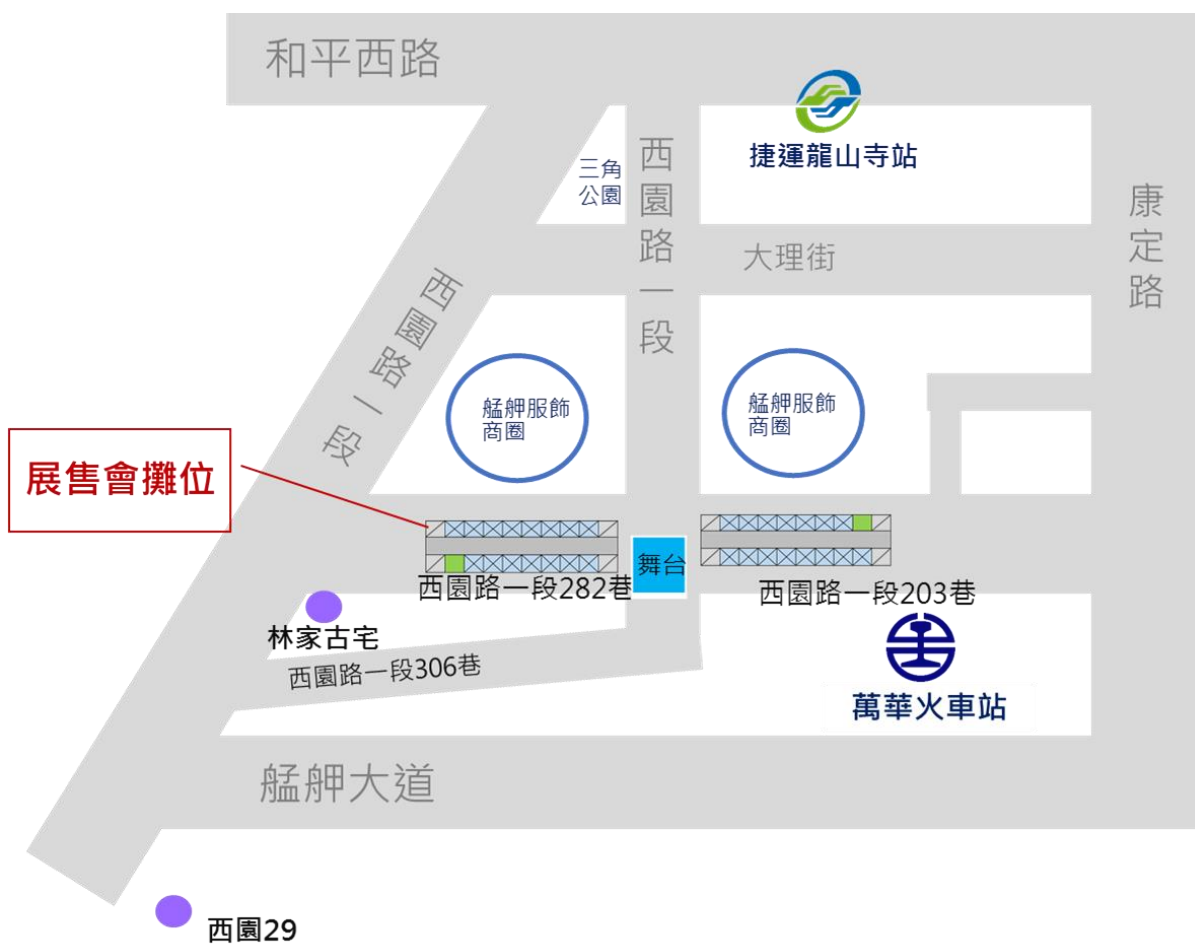 和平西路
捷運龍山寺站
三角
公園
西園路一段
康定路
大理街
西園路一段
艋舺服飾
商圈
艋舺服飾
商圈
展售會攤位
舞台
西園路一段282巷
西園路一段203巷
林家古宅
西園路一段306巷
萬華火車站
艋舺大道
西園29